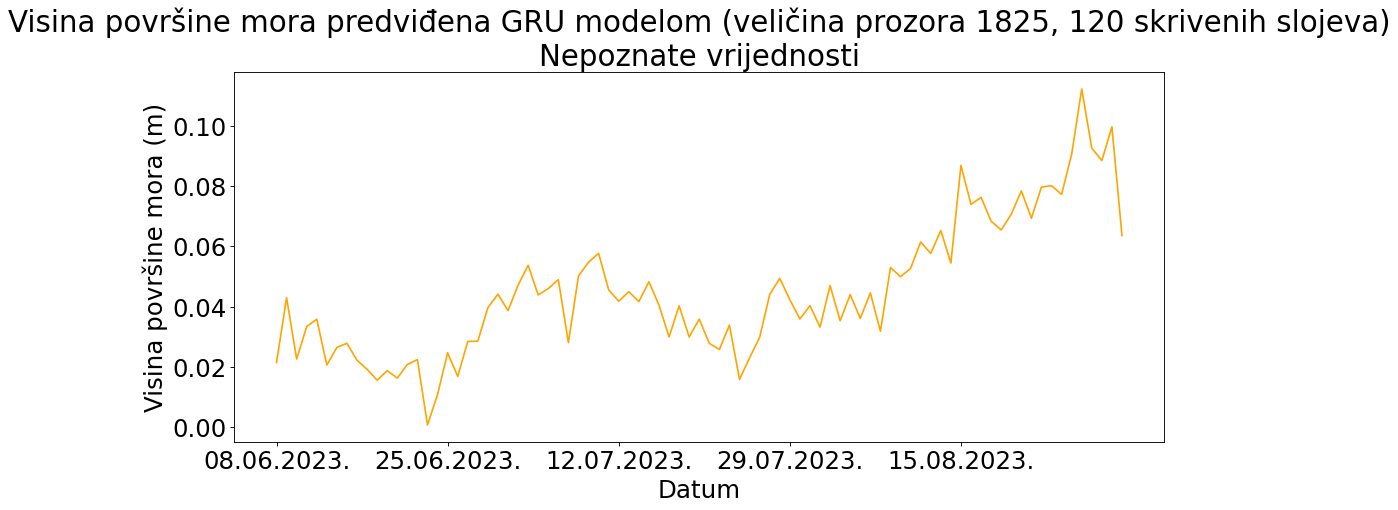 Visina površine mora predviđena GRU modelom (veličina prozora 1825, 120 skrivenih slojeva)
Nepoznate vrijednosti
Visina površine mora (m)
0.10
0.08
0.06
0.04
0.02
0.00
08.06.2023. 25.06.2023. 12.07.2023. 29.07.2023. 15.08.2023.
Datum